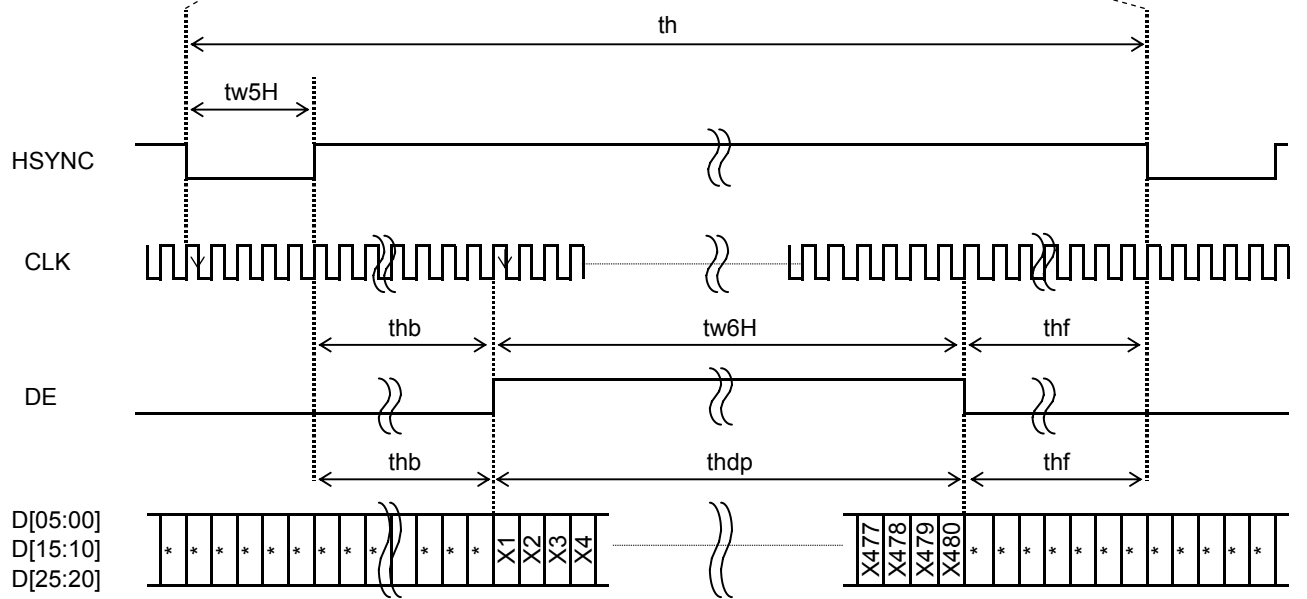 th
tw5H
HSYNC
CLK
thb tw6H thf
DE
thb thdp thf
D[05:00]
D[15:10]
D[25:20]
* * * * * * * * * * * * * X1 X2 X3 X4 X477 X478 X479 X480 * * * * * * * * * * * *